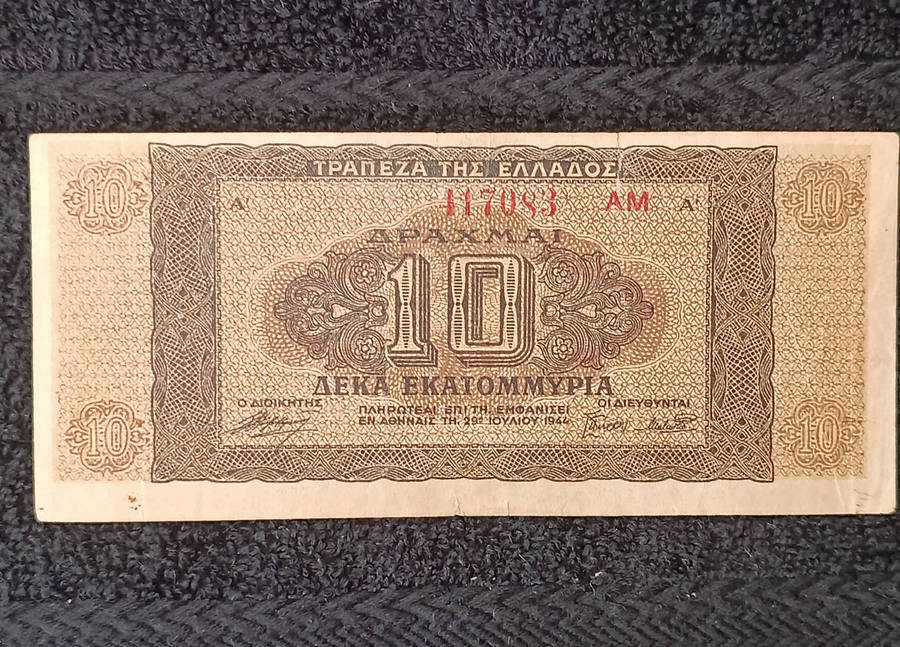 ΤΡΑΠΕΖΑ ΤΗΣ ΕΛΛΑΔΟΣ
10 10
Α' 117083 ΑΜ Α'
ΔΡΑΧΜΑΙ
10
ΔΕΚΑ ΕΚΑΤΟΜΜΥΡΙΑ
Ο ΔΙΟΙΚΗΤΗΣ ΟΙ ΔΙΕΥΘΥΝΤΑΙ
ΠΛΗΡΩΤΕΑΙ ΕΠΙ ΤΗ. ΕΜΦΑΝΙΣΕΙ
ΕΝ ΑΘΗΝΑΙΣ ΤΗ. 29ῃ ΙΟΥΛΙΟΥ 1944
10 10